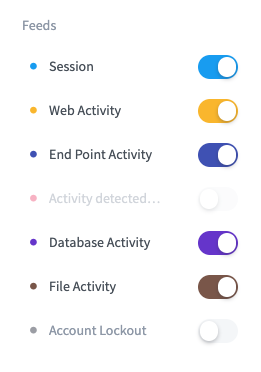 Feeds
Session
Web Activity
End Point Activity
Activity detected...
Database Activity
File Activity
Account Lockout